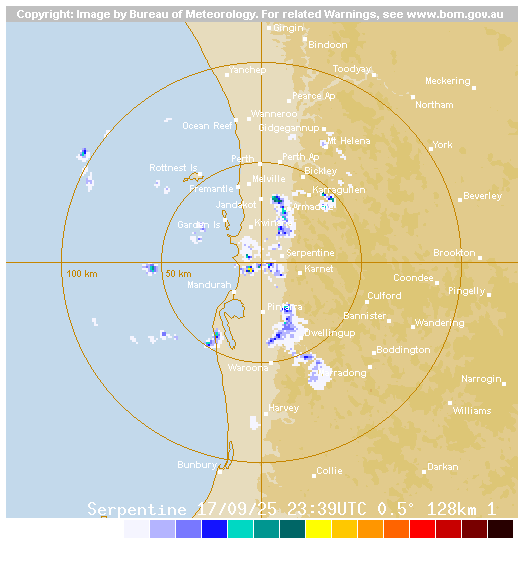 Copyright: Image by Bureau of Meteorology. For related Warnings, see www.bom.gov.au
Gingin
Bindoon
Yanchep
Toodyay
Meckering
Pearce Ap
Northam
Wanneroo
Ocean Reef
Gidgegannup
Mt Helena
York
Perth
Perth Ap
Rottnest Is
Bickley
Melville
Fremantle
Karragullen
Beverley
Jandakot
Armadale
Garden Is
Kwin
Serpentine
Brookton
100 km
50 km
Karnet
Coondee
Mandurah
Pingelly
Culford
Pinjarra
Bannister
Wandering
Dwellingup
Boddington
Waroona
rradong
Narrogin
Harvey
Williams
Bunbury
Collie
Darkan
Serpentine 17/09/25 23:39UTC 0.5° 128km 1